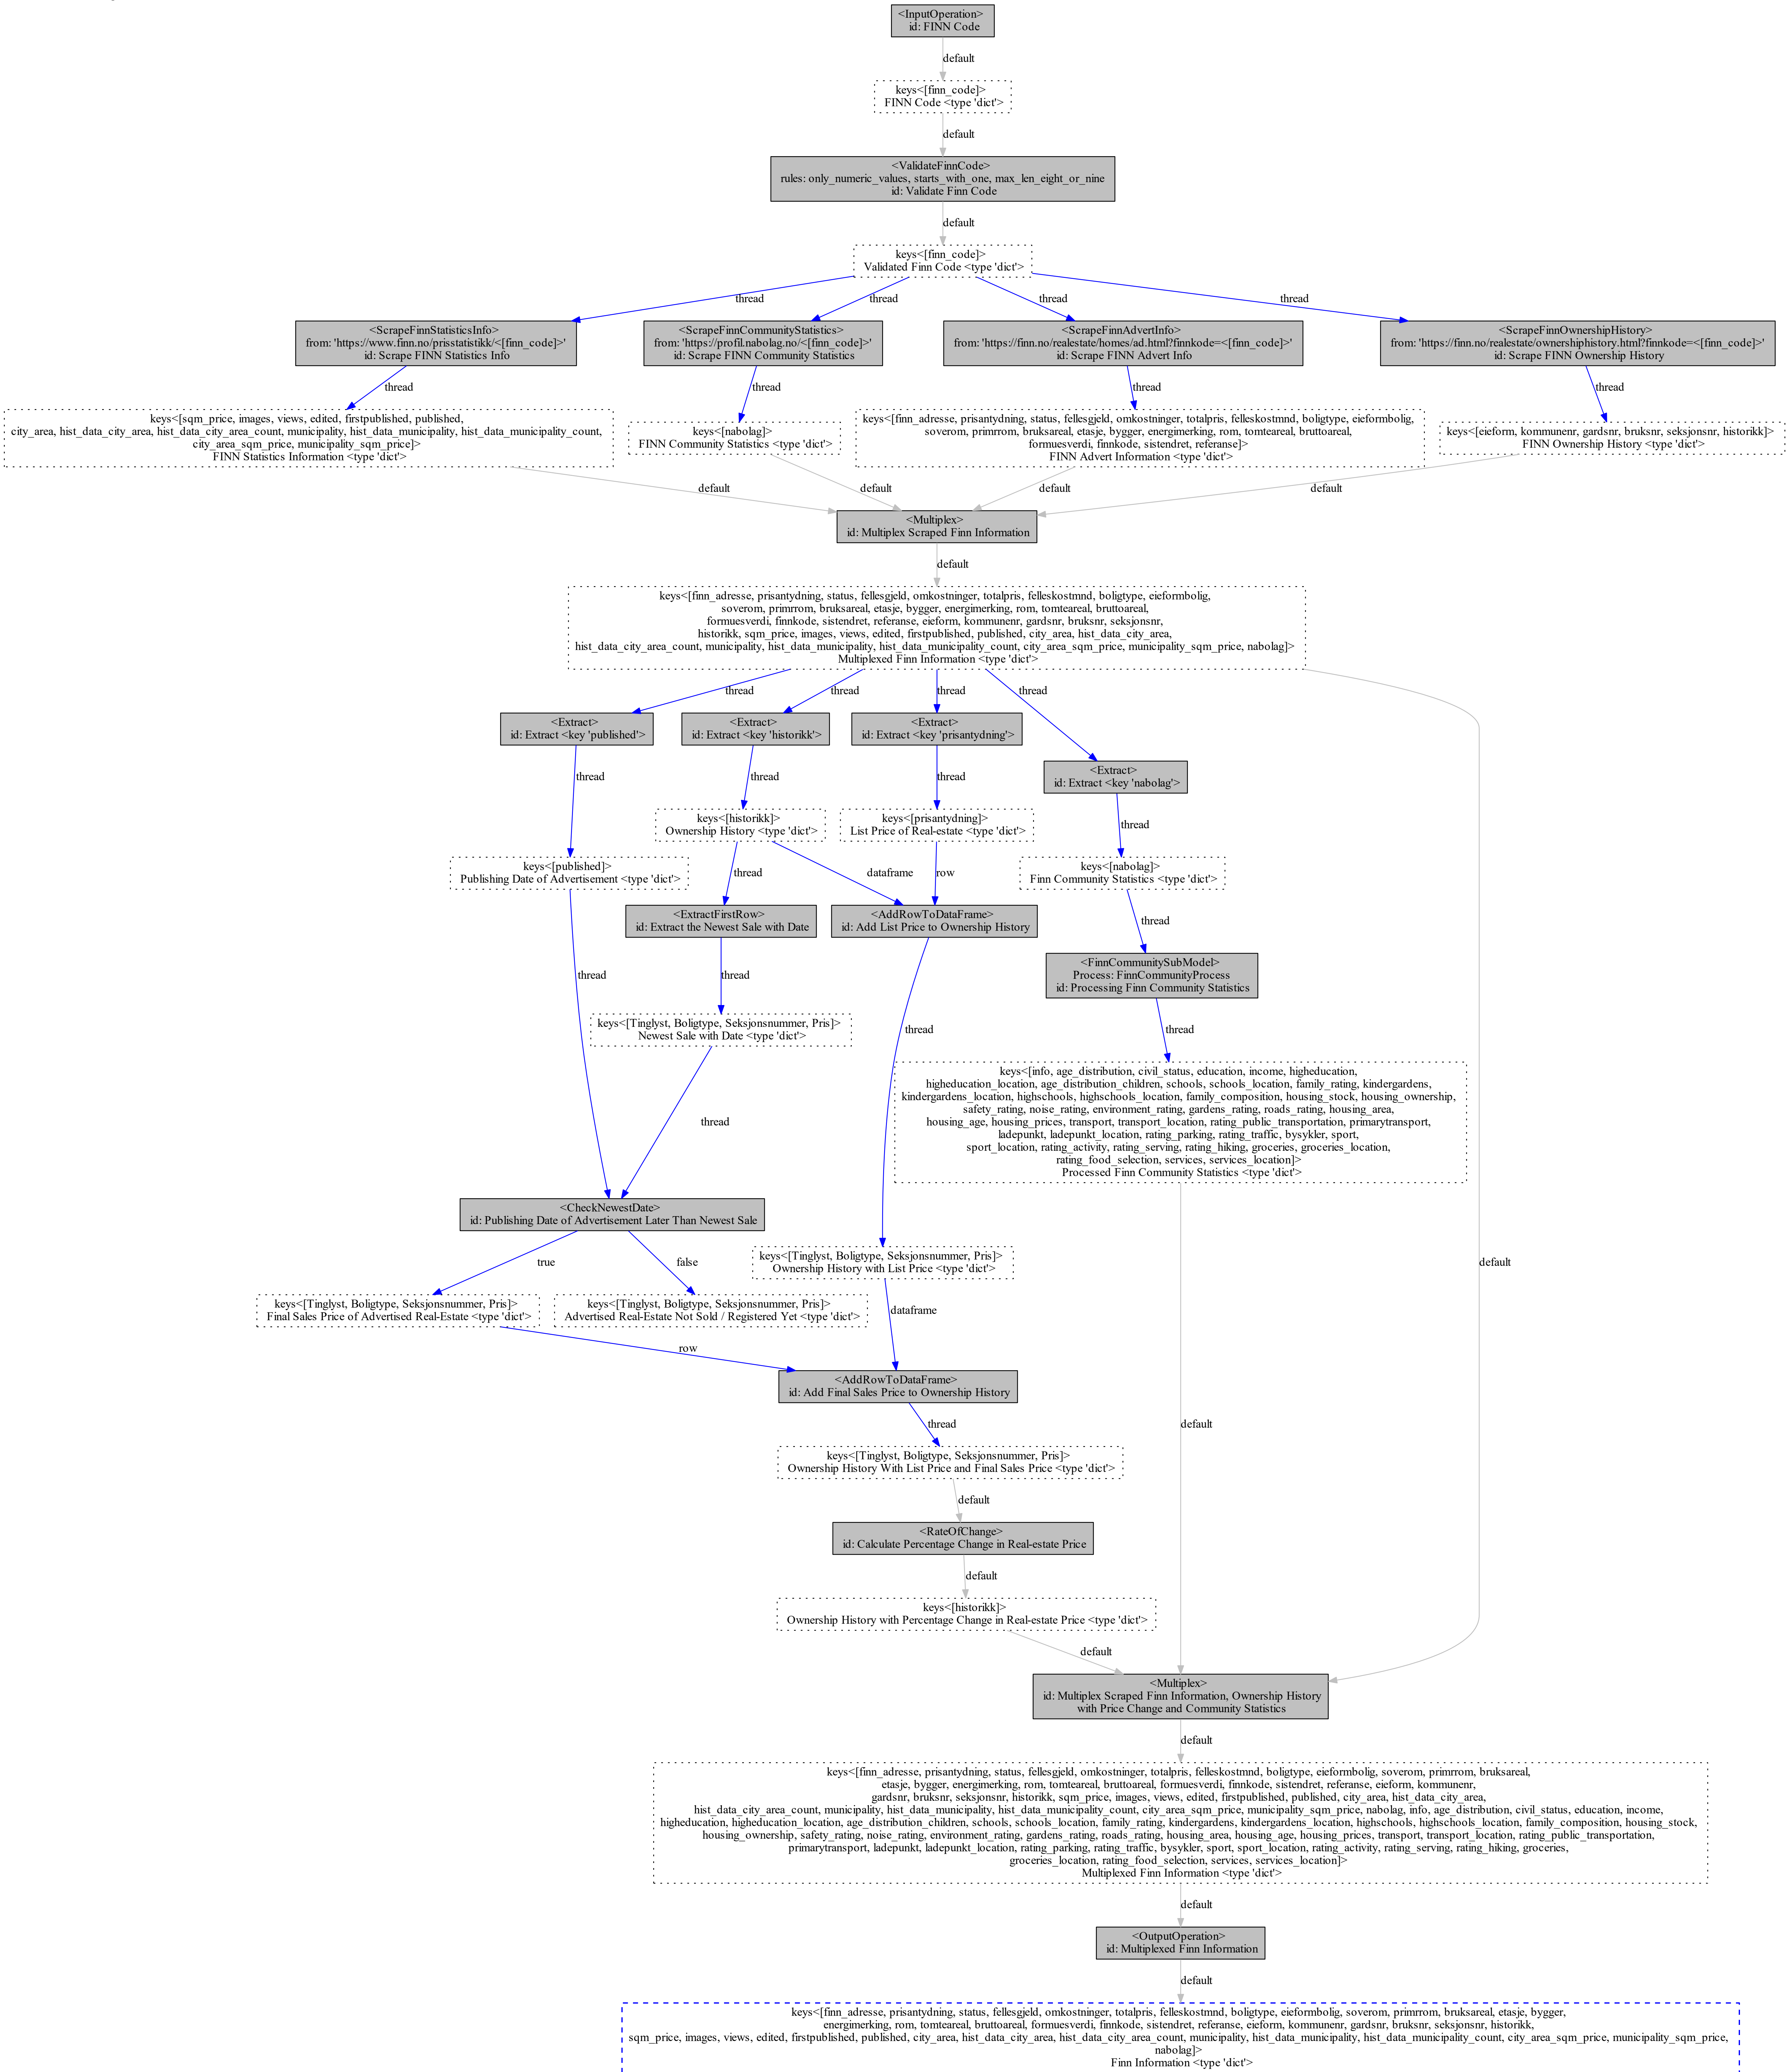 <InputOperation>
id: FINN Code
default
keys<[finn_code]>
FINN Code <type 'dict'>
default
<ValidateFinnCode>
rules: only_numeric_values, starts_with_one, max_len_eight_or_nine
id: Validate Finn Code
default
keys<[finn_code]>
Validated Finn Code <type 'dict'>
thread
thread
thread
thread
<ScrapeFinnStatisticsInfo>
from: 'https://www.finn.no/prisstatistikk/<[finn_code]>'
id: Scrape FINN Statistics Info
<ScrapeFinnCommunityStatistics>
from: 'https://profil.nabolag.no/<[finn_code]>'
id: Scrape FINN Community Statistics
<ScrapeFinnAdvertInfo>
from: 'https://finn.no/realestate/homes/ad.html?finnkode=<[finn_code]>'
id: Scrape FINN Advert Info
<ScrapeFinnOwnershipHistory>
from: 'https://finn.no/realestate/ownershiphistory.html?finnkode=<[finn_code]>'
id: Scrape FINN Ownership History
thread
thread
thread
thread
keys<[sqm_price, images, views, edited, firstpublished, published,
city_area, hist_data_city_area, hist_data_city_area_count, municipality, hist_data_municipality, hist_data_municipality_count,
city_area_sqm_price, municipality_sqm_price]>
FINN Statistics Information <type 'dict'>
keys<[nabolag]>
FINN Community Statistics <type 'dict'>
keys<[finn_adresse, prisantydning, status, fellesgjeld, omkostninger, totalpris, felleskostmnd, boligtype, eieformbolig,
soverom, primrrom, bruksareal, etasje, bygger, energimerking, rom, tomteareal, bruttoareal,
formuesverdi, finnkode, sistendret, referanse]>
FINN Advert Information <type 'dict'>
keys<[eieform, kommunenr, gardsnr, bruksnr, seksjonsnr, historikk]>
FINN Ownership History <type 'dict'>
default
default
default
default
<Multiplex>
id: Multiplex Scraped Finn Information
default
keys<[finn_adresse, prisantydning, status, fellesgjeld, omkostninger, totalpris, felleskostmnd, boligtype, eieformbolig,
soverom, primrrom, bruksareal, etasje, bygger, energimerking, rom, tomteareal, bruttoareal,
formuesverdi, finnkode, sistendret, referanse, eieform, kommunenr, gardsnr, bruksnr, seksjonsnr,
historikk, sqm_price, images, views, edited, firstpublished, published, city_area, hist_data_city_area,
hist_data_city_area_count, municipality, hist_data_municipality, hist_data_municipality_count, city_area_sqm_price, municipality_sqm_price, nabolag]>
Multiplexed Finn Information <type 'dict'>
thread
thread
thread
thread
<Extract>
id: Extract <key 'published'>
<Extract>
id: Extract <key 'historikk'>
<Extract>
id: Extract <key 'prisantydning'>
<Extract>
id: Extract <key 'nabolag'>
thread
thread
thread
thread
keys<[historikk]>
Ownership History <type 'dict'>
keys<[prisantydning]>
List Price of Real-estate <type 'dict'>
keys<[published]>
Publishing Date of Advertisement <type 'dict'>
keys<[nabolag]>
Finn Community Statistics <type 'dict'>
thread
dataframe
row
thread
<ExtractFirstRow>
id: Extract the Newest Sale with Date
<AddRowToDataFrame>
id: Add List Price to Ownership History
<FinnCommunitySubModel>
Process: FinnCommunityProcess
id: Processing Finn Community Statistics
thread
thread
thread
thread
keys<[Tinglyst, Boligtype, Seksjonsnummer, Pris]>
Newest Sale with Date <type 'dict'>
keys<[info, age_distribution, civil_status, education, income, higheducation,
higheducation_location, age_distribution_children, schools, schools_location, family_rating, kindergardens,
kindergardens_location, highschools, highschools_location, family_composition, housing_stock, housing_ownership,
safety_rating, noise_rating, environment_rating, gardens_rating, roads_rating, housing_area,
housing_age, housing_prices, transport, transport_location, rating_public_transportation, primarytransport,
ladepunkt, ladepunkt_location, rating_parking, rating_traffic, bysykler, sport,
sport_location, rating_activity, rating_serving, rating_hiking, groceries, groceries_location,
rating_food_selection, services, services_location]>
Processed Finn Community Statistics <type 'dict'>
thread
<CheckNewestDate>
id: Publishing Date of Advertisement Later Than Newest Sale
true
false
keys<[Tinglyst, Boligtype, Seksjonsnummer, Pris]>
Ownership History with List Price <type 'dict'>
default
keys<[Tinglyst, Boligtype, Seksjonsnummer, Pris]>
Final Sales Price of Advertised Real-Estate <type 'dict'>
keys<[Tinglyst, Boligtype, Seksjonsnummer, Pris]>
Advertised Real-Estate Not Sold / Registered Yet <type 'dict'>
dataframe
row
<AddRowToDataFrame>
id: Add Final Sales Price to Ownership History
thread
default
keys<[Tinglyst, Boligtype, Seksjonsnummer, Pris]>
Ownership History With List Price and Final Sales Price <type 'dict'>
default
<RateOfChange>
id: Calculate Percentage Change in Real-estate Price
default
keys<[historikk]>
Ownership History with Percentage Change in Real-estate Price <type 'dict'>
default
<Multiplex>
id: Multiplex Scraped Finn Information, Ownership History
with Price Change and Community Statistics
default
keys<[finn_adresse, prisantydning, status, fellesgjeld, omkostninger, totalpris, felleskostmnd, boligtype, eieformbolig, soverom, primrrom, bruksareal,
etasje, bygger, energimerking, rom, tomteareal, bruttoareal, formuesverdi, finnkode, sistendret, referanse, eieform, kommunenr,
gardsnr, bruksnr, seksjonsnr, historikk, sqm_price, images, views, edited, firstpublished, published, city_area, hist_data_city_area,
hist_data_city_area_count, municipality, hist_data_municipality, hist_data_municipality_count, city_area_sqm_price, municipality_sqm_price, nabolag, info, age_distribution, civil_status, education, income,
higheducation, higheducation_location, age_distribution_children, schools, schools_location, family_rating, kindergardens, kindergardens_location, highschools, highschools_location, family_composition, housing_stock,
housing_ownership, safety_rating, noise_rating, environment_rating, gardens_rating, roads_rating, housing_area, housing_age, housing_prices, transport, transport_location, rating_public_transportation,
primarytransport, ladepunkt, ladepunkt_location, rating_parking, rating_traffic, bysykler, sport, sport_location, rating_activity, rating_serving, rating_hiking, groceries,
groceries_location, rating_food_selection, services, services_location]>
Multiplexed Finn Information <type 'dict'>
default
<OutputOperation>
id: Multiplexed Finn Information
default
keys<[finn_adresse, prisantydning, status, fellesgjeld, omkostninger, totalpris, felleskostmnd, boligtype, eieformbolig, soverom, primrrom, bruksareal, etasje, bygger,
energimerking, rom, tomteareal, bruttoareal, formuesverdi, finnkode, sistendret, referanse, eieform, kommunenr, gardsnr, bruksnr, seksjonsnr, historikk,
sqm_price, images, views, edited, firstpublished, published, city_area, hist_data_city_area, hist_data_city_area_count, municipality, hist_data_municipality, hist_data_municipality_count, city_area_sqm_price, municipality_sqm_price,
nabolag]>
Finn Information <type 'dict'>